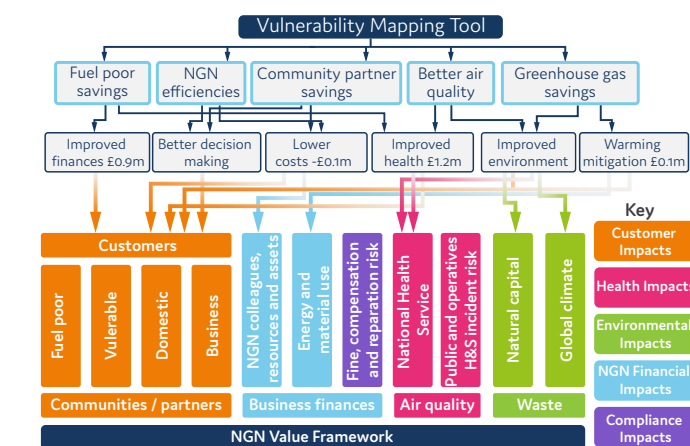 Vulnerability Mapping Tool
Fuel poor
savings
NGN
efficiencies
Community partner
savings
Better air
quality
Greenhouse gas
savings
Improved
finances £0.9m
Better decision
making
Lower
costs -£0.1m
Improved
health £1.2m
Improved
environment
Warming
mitigation £0.1m
Customers
Fuel poor
Vulerable
Domestic
Business
NGN colleagues,
resources and assets
Energy and
material use
Fine, compensation
and reparation risk
National Health
Service
Public and operatives
H&S incident risk
Natural capital
Global climate
Communities / partners
Business finances
Air quality
Waste
NGN Value Framework
Key
Customer
Impacts
Health Impacts
Environmental
Impacts
NGN Financial
Impacts
Compliance
Impacts